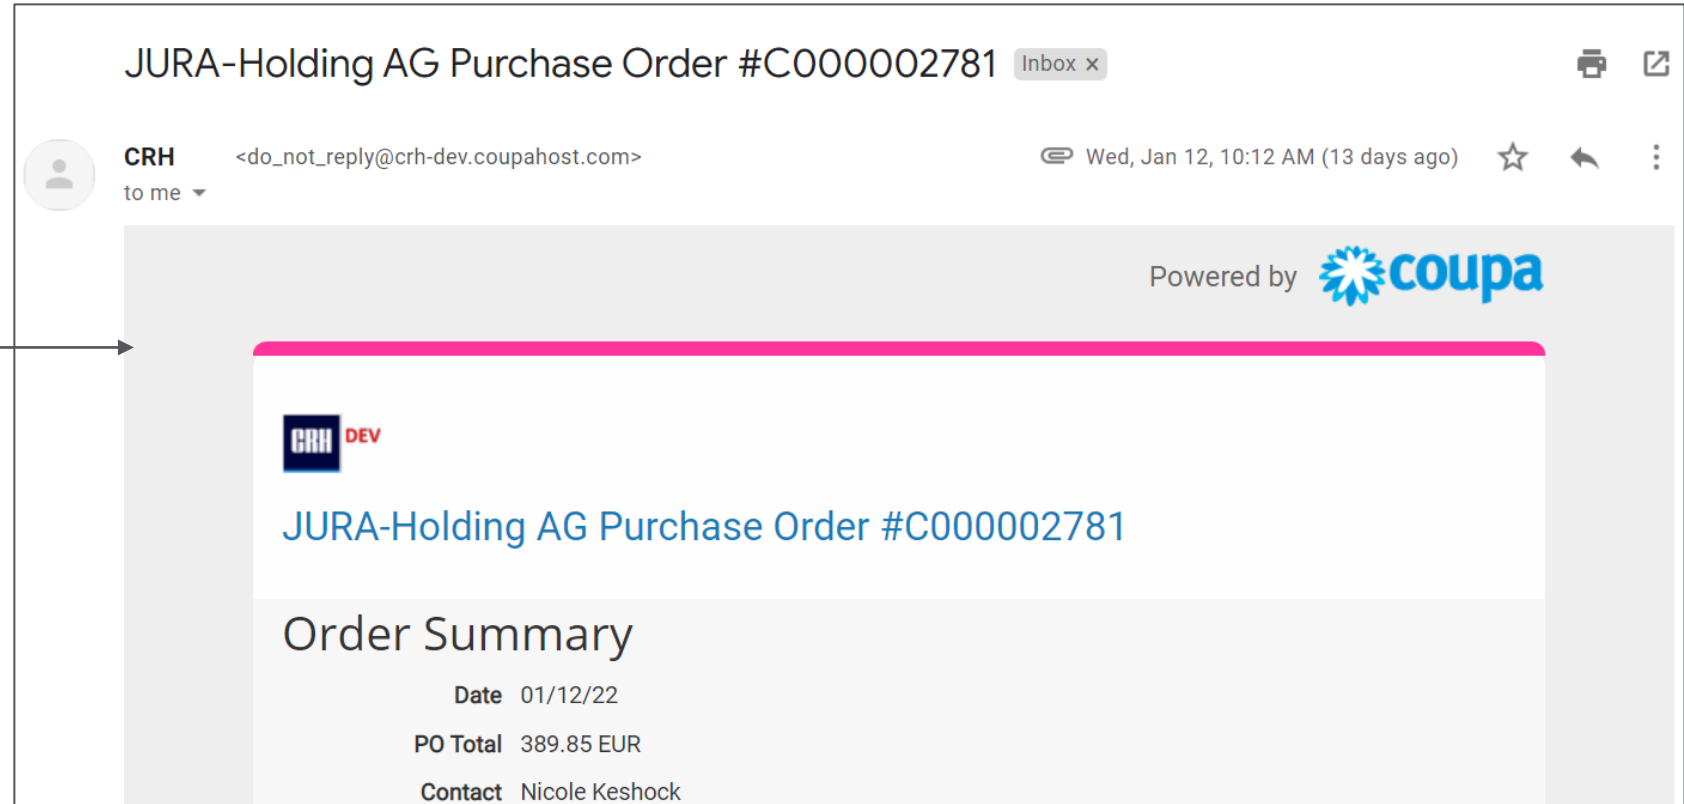 JURA-Holding AG Purchase Order #C000002781 Inbox x
CRH <do_not_reply@crh-dev.coupahost.com> Wed, Jan 12, 10:12 AM (13 days ago)
to me
Powered by coupa
CRH DEV
JURA-Holding AG Purchase Order #C000002781
Order Summary
Date 01/12/22
PO Total 389.85 EUR
Contact Nicole Keshock